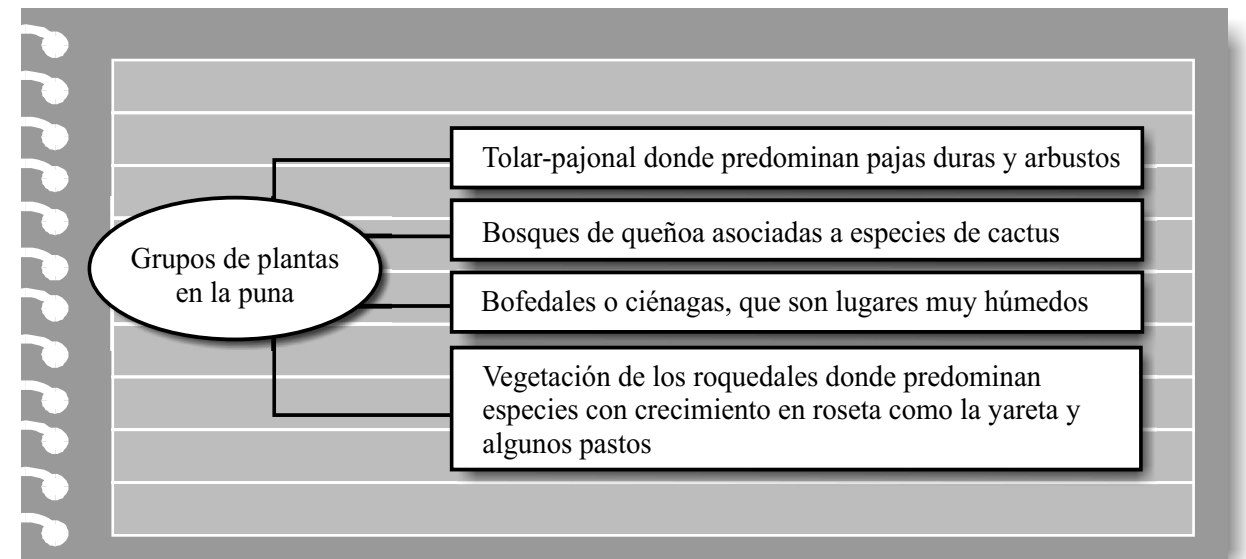 Grupos de plantas
en la puna
Tolar-pajonal donde predominan pajas duras y arbustos
Bosques de queñoa asociadas a especies de cactus
Bofedales o ciénagas, que son lugares muy húmedos
Vegetación de los roquedales donde predominan
especies con crecimiento en roseta como la yareta y
algunos pastos